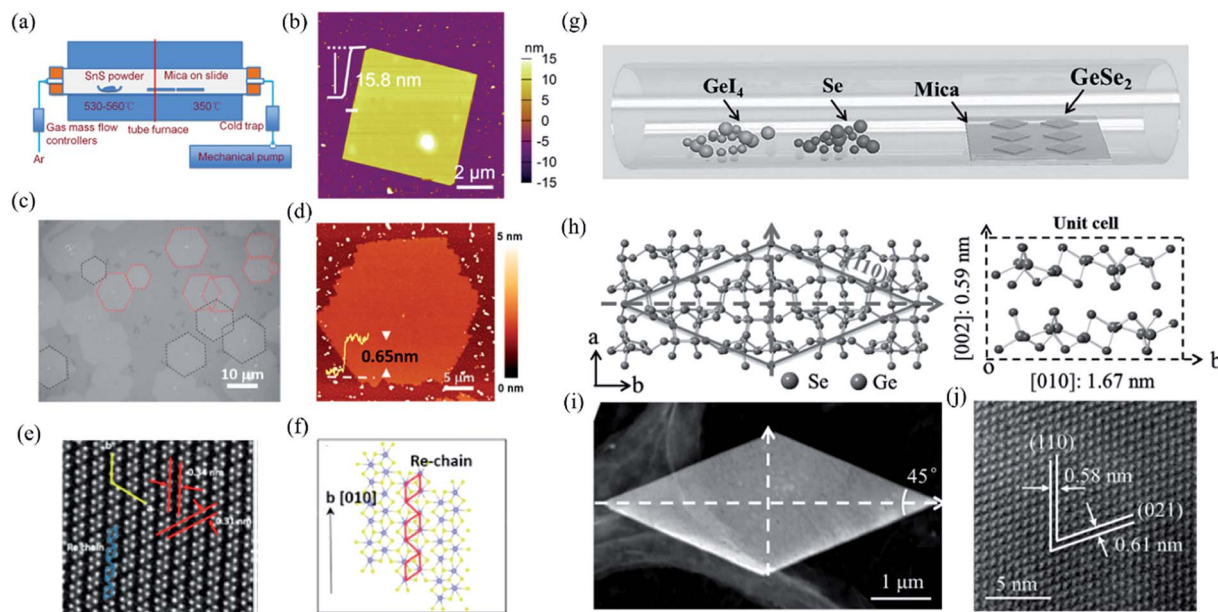 (a)
SnS powder
Mica on slide
530-560℃
350℃
Gas mass flow
controllers
tube furnace
Cold trap
Ar
Mechanical pump
(b)
15.8 nm
2 μm
nm
15
10
5
0
-5
-10
-15
(c)
10 μm
(d)
0.65nm
5 μm
5 nm
0 nm
(e)
b
0.34 nm
0.31 nm
Re chain
(f)
Re-chain
b [010]
(g)
GeI4
Se
Mica
GeSe2
(h)
(110)
a
b
Se
Ge
Unit cell
[002]: 0.59 nm
o
b
[010]: 1.67 nm
(i)
45°
1 μm
(j)
(110)
0.58 nm
(021)
0.61 nm
5 nm